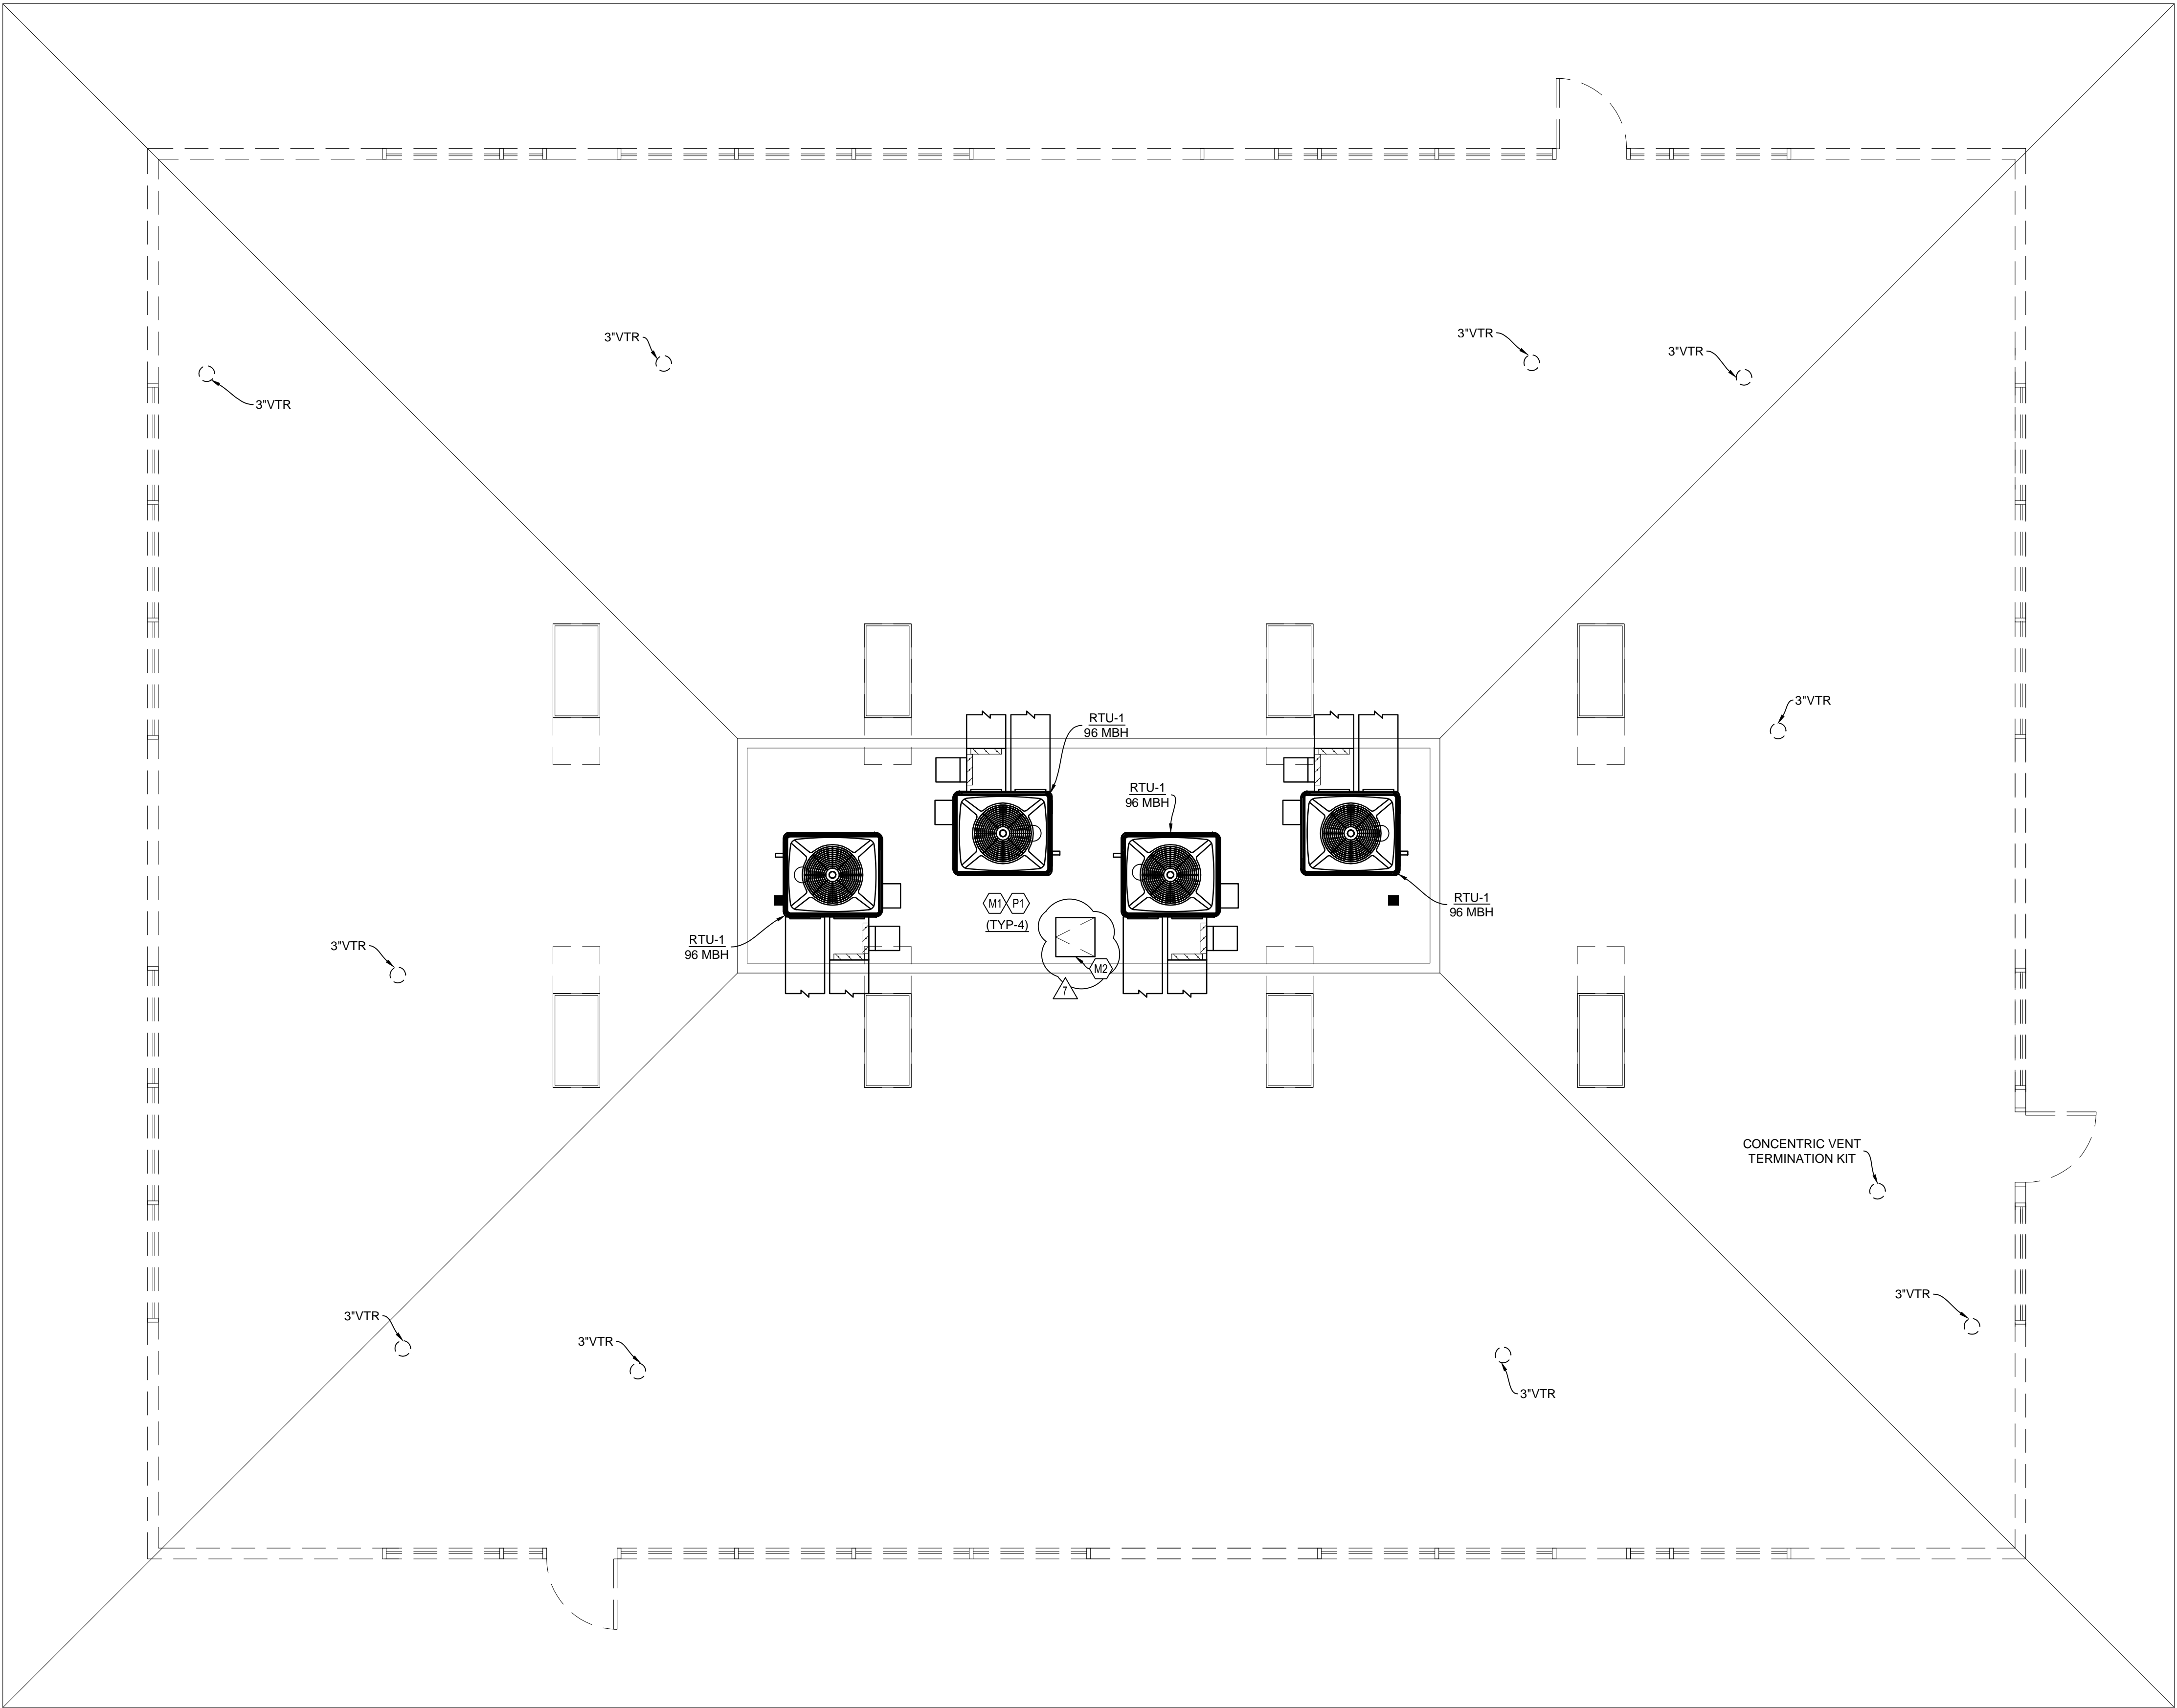 3"VTR
3"VTR
3"VTR
3"VTR
3"VTR
3"VTR
RTU-1
96 MBH
RTU-1
96 MBH
RTU-1
96 MBH
M1 P1
(TYP-4)
RTU-1
96 MBH
3"VTR
M2
7
CONCENTRIC VENT
TERMINATION KIT
3"VTR
3"VTR
3"VTR
3"VTR